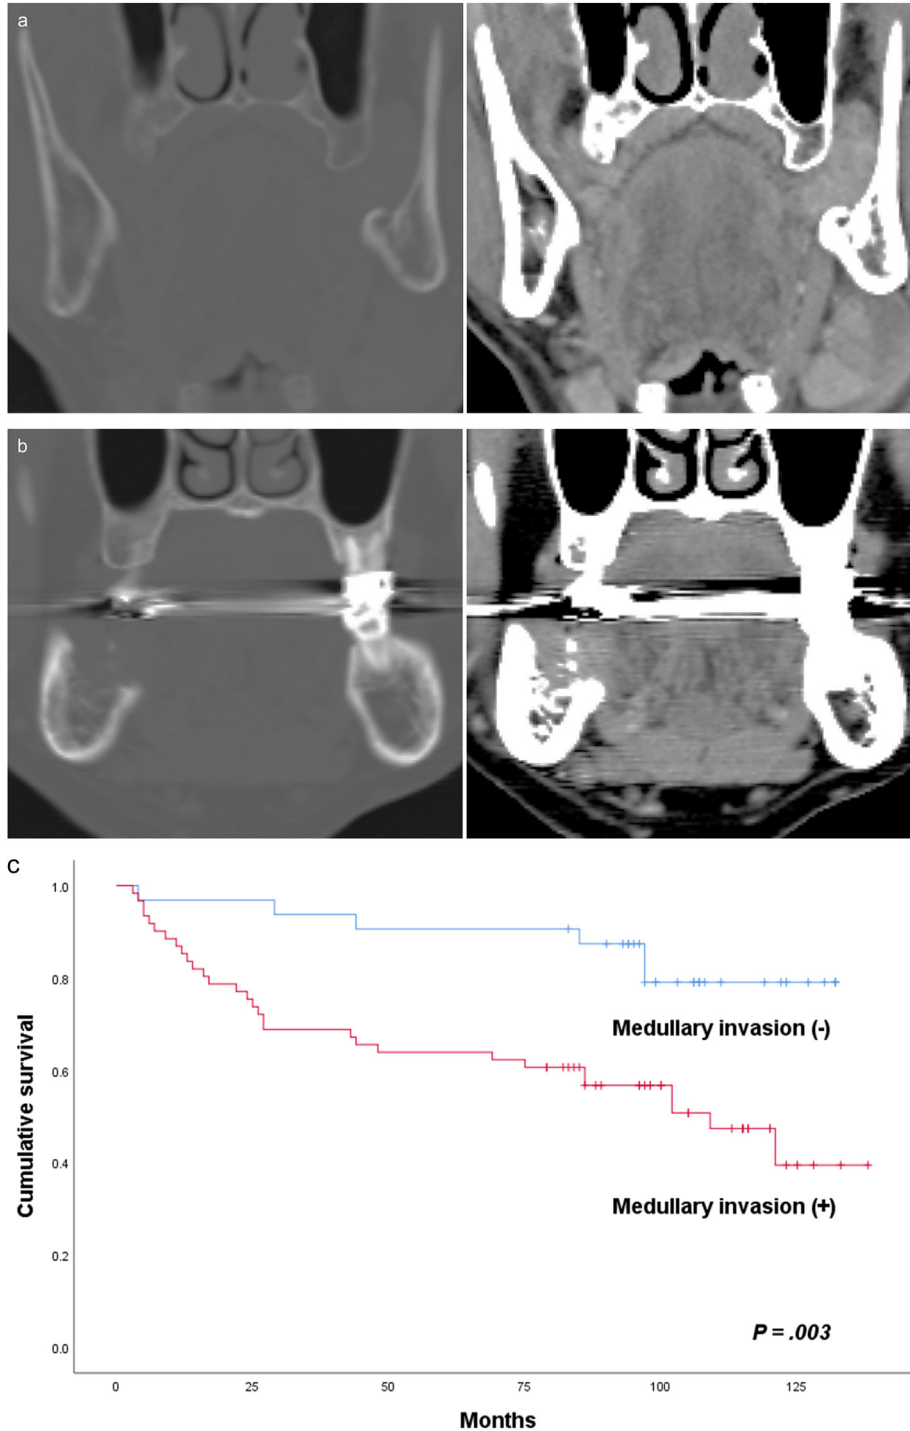 a
b
c
1.0
0.8
0.6
0.4
0.2
0.0
Cumulative survival
Medullary invasion (-)
Medullary invasion (+)
P = .003
0 25 50 75 100 125
Months